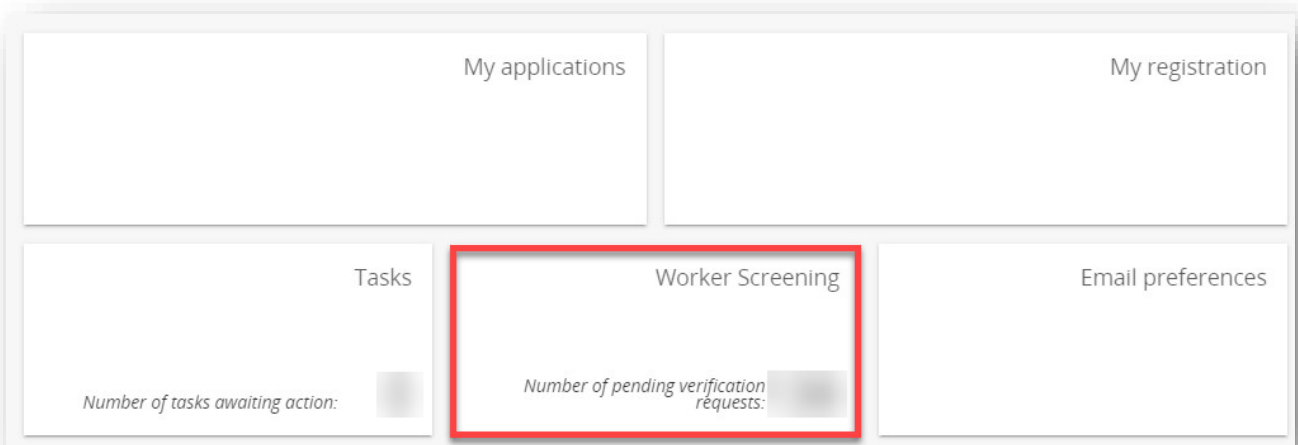 My applications
My registration
Tasks
Number of tasks awaiting action:
Worker Screening
Number of pending verification
requests:
Email preferences